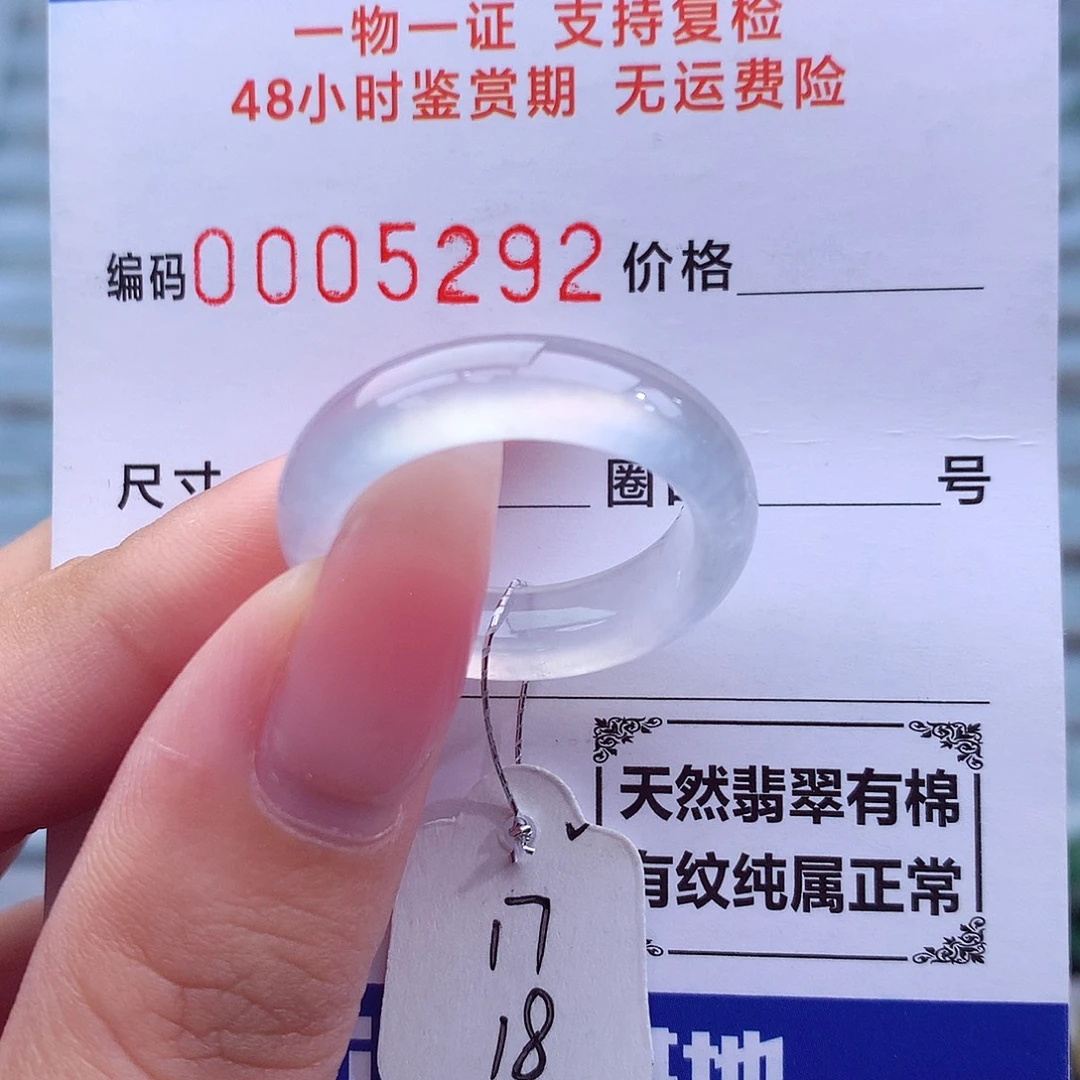 一物一证 支持复检
48小时鉴赏期 无运费险
编码0005292 价格
尺寸 圈 号
天然翡翠有棉
有纹纯属正常
17
18
地